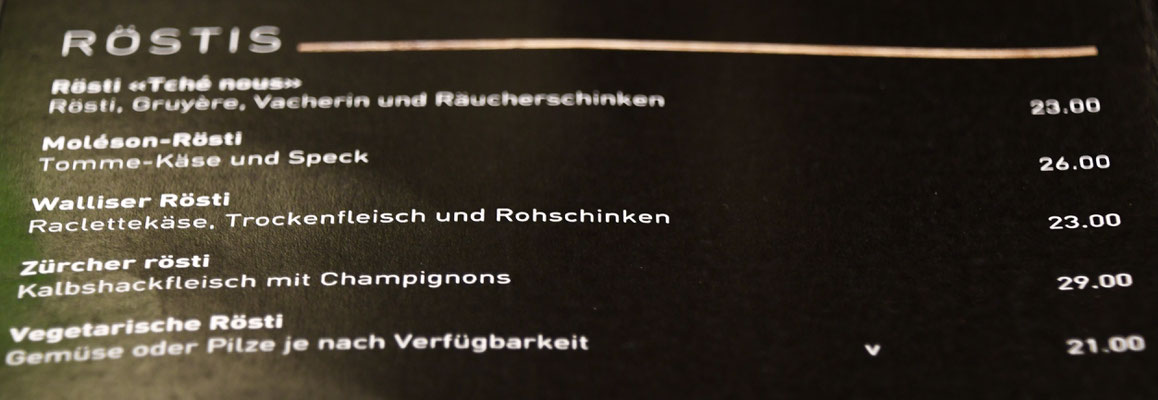 RÖSTIS
Rösti «Tché nous»
Rösti, Gruyère, Vacherin und Räucherschinken 23.00
Moléson-Rösti
Tomme-Käse und Speck 26.00
Walliser Rösti
Raclettekäse, Trockenfleisch und Rohschinken 23.00
Zürcher rösti
Kalbshackfleisch mit Champignons 29.00
Vegetarische Rösti
Gemüse oder Pilze je nach Verfügbarkeit v 21.00